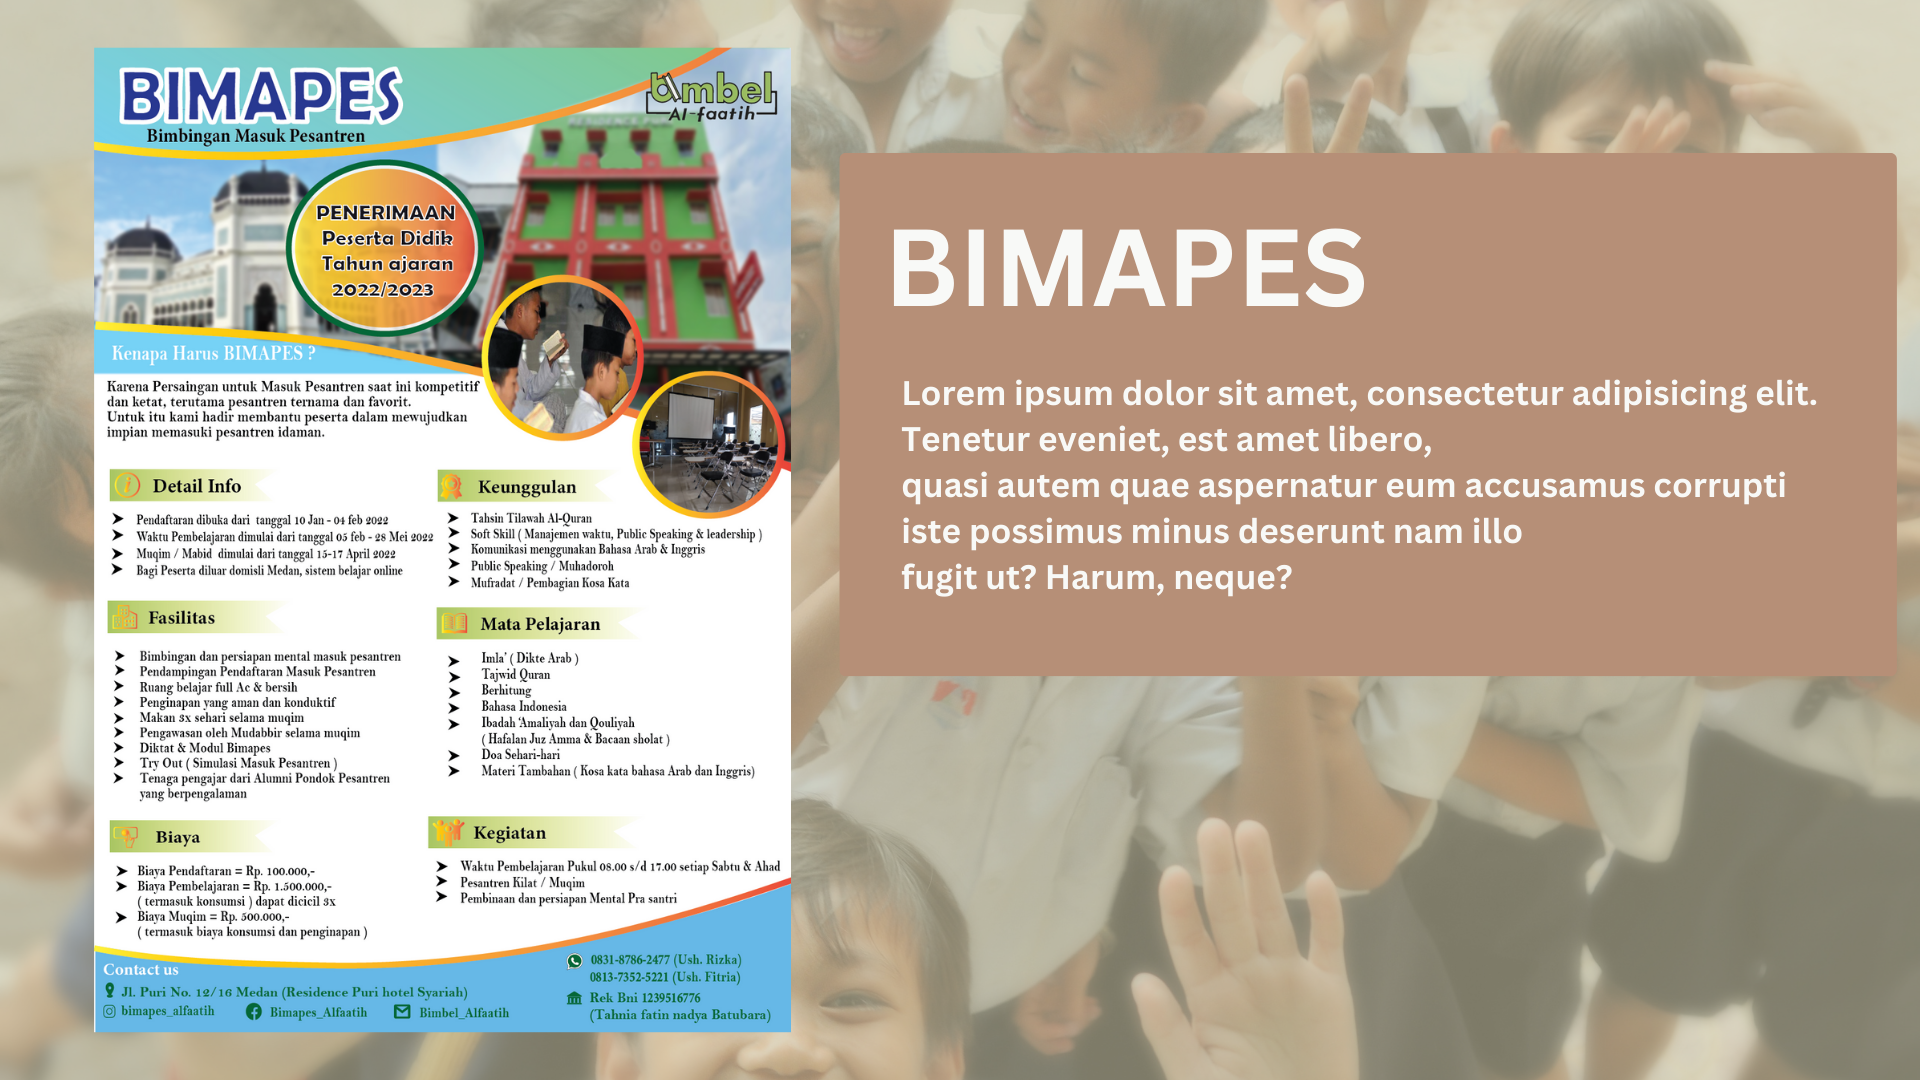 BIMAPES
Bimbingan Masuk Pesantren
bimbel
Al-faatih
PENERIMAAN
Peserta Didik
Tahun ajaran
2022/2023
Kenapa Harus BIMAPES ?
Karena Persaingan untuk Masuk Pesantren saat ini kompetitif
dan ketat, terutama pesantren ternama dan favorit.
Untuk itu kami hadir membantu peserta dalam mewujudkan
impian memasuki pesantren idaman.
Detail Info
Pendaftaran dibuka dari tanggal 10 Jan - 04 feb 2022
Waktu Pembelajaran dimulai dari tanggal 05 feb - 28 Mei 2022
Muqim / Mabid dimulai dari tanggal 15-17 April 2022
Bagi Peserta diluar domisli Medan, sistem belajar online
Keunggulan
Tahsin Tilawah Al-Quran
Soft Skill ( Manajemen waktu, Public Speaking & leadership )
Komunikasi menggunakan Bahasa Arab & Inggris
Public Speaking / Muhadoroh
Mufradat / Pembagian Kosa Kata
Fasilitas
Bimbingan dan persiapan mental masuk pesantren
Pendampingan Pendaftaran Masuk Pesantren
Ruang belajar full Ac & bersih
Penginapan yang aman dan konduktif
Makan 3x sehari selama muqim
Pengawasan oleh Mudabbir selama muqim
Diktat & Modul Bimapes
Try Out ( Simulasi Masuk Pesantren )
Tenaga pengajar dari Alumni Pondok Pesantren
yang berpengalaman
Mata Pelajaran
Imla’ ( Dikte Arab )
Tajwid Quran
Berhitung
Bahasa Indonesia
Ibadah ‘Amaliyah dan Qouliyah
( Hafalan Juz Amma & Bacaan sholat )
Doa Sehari-hari
Materi Tambahan ( Kosa kata bahasa Arab dan Inggris)
Biaya
Biaya Pendaftaran = Rp. 100.000,-
Biaya Pembelajaran = Rp. 1.500.000,-
( termasuk konsumsi ) dapat dicicil 3x
Biaya Muqim = Rp. 500.000,-
( termasuk biaya konsumsi dan penginapan )
Kegiatan
Waktu Pembelajaran Pukul 08.00 s/d 17.00 setiap Sabtu & Ahad
Pesantren Kilat / Muqim
Pembinaan dan persiapan Mental Pra santri
Contact us
Jl. Puri No. 12/16 Medan (Residence Puri hotel Syariah)
bimapes_alfaatih Bimapes_Alfaatih Bimbel_Alfaatih
0831-8786-2477 (Ush. Rizka)
0813-7352-5221 (Ush. Fitria)
Rek Bni 1239516776
(Tahnia fatin nadya Batubara)
BIMAPES
Lorem ipsum dolor sit amet, consectetur adipisicing elit.
Tenetur eveniet, est amet libero,
quasi autem quae aspernatur eum accusamus corrupti
iste possimus minus deserunt nam illo
fugit ut? Harum, neque?